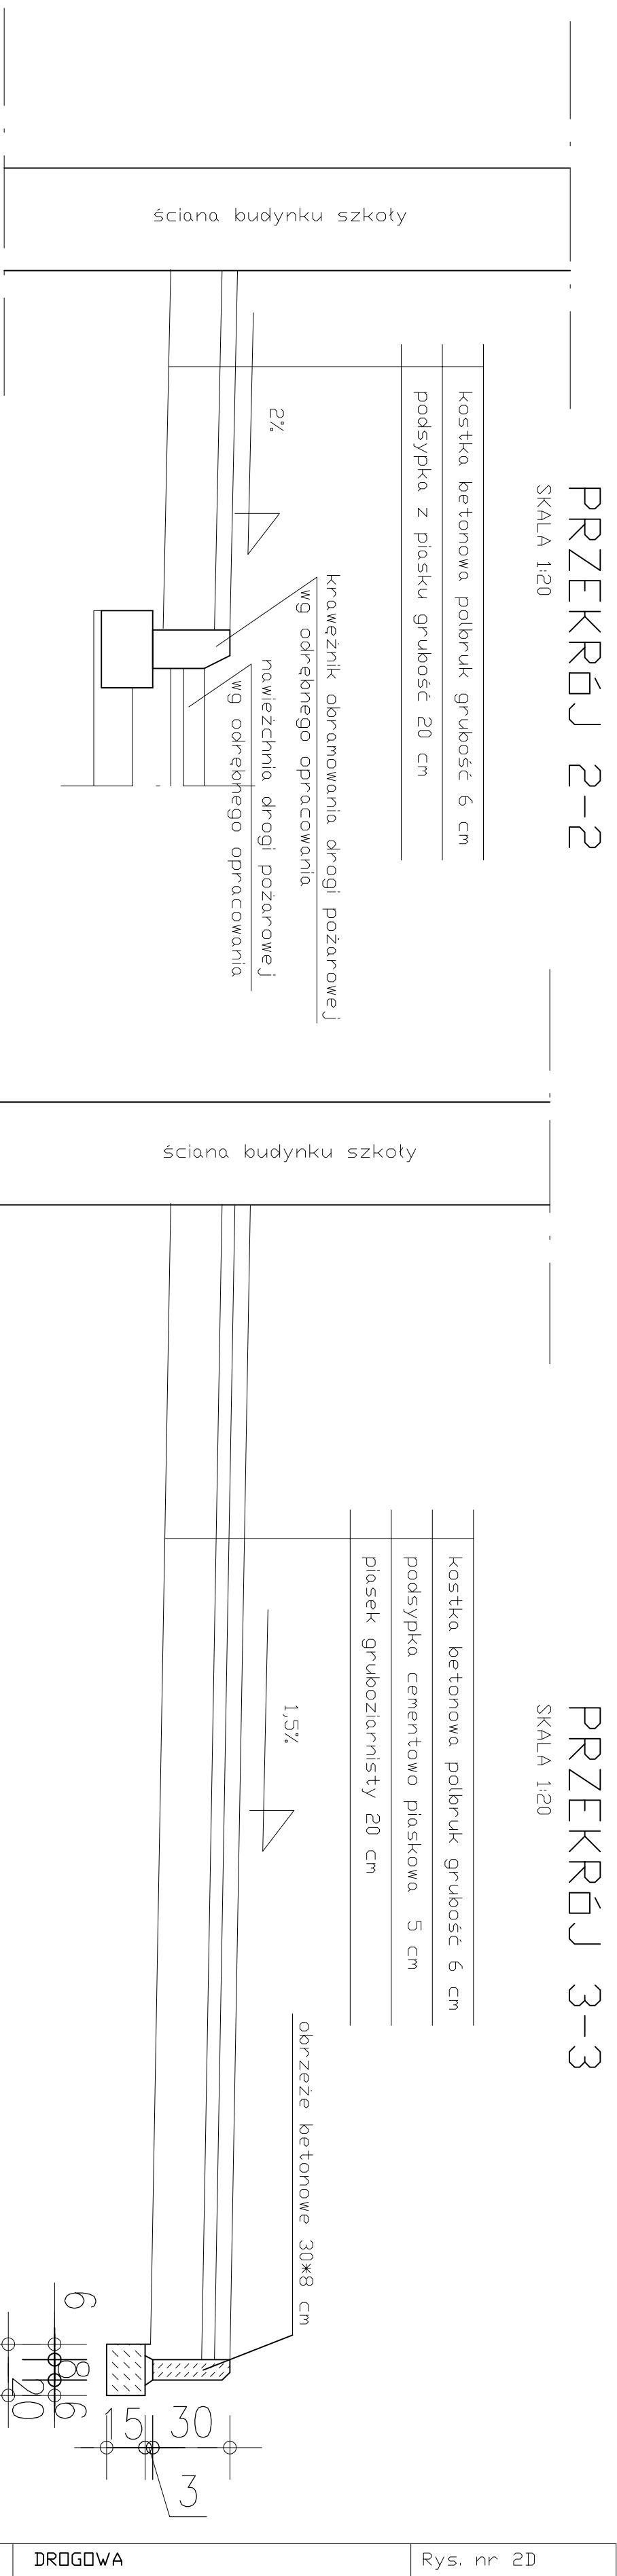 PRZEKRÓJ 2-2
SKALA 1:20
kostka betonowa polbruk grubość 6 cm
podsypka z piasku grubość 20 cm
ściana budynku szkoły
2%
krawężnik obramowania drogi pożarowej
wg odrębnego opracowania
nawieżchnia drogi pożarowej
wg odrębnego opracowania
PRZEKRÓJ 3-3
SKALA 1:20
kostka betonowa polbruk grubość 6 cm
podsypka cementowo piaskowa 5 cm
piasek gruboziarnisty 20 cm
ściana budynku szkoły
1,5%
obrzeże betonowe 30*8 cm
6
8
6
20
15
30
3
DROGOWA
Rys. nr 2D